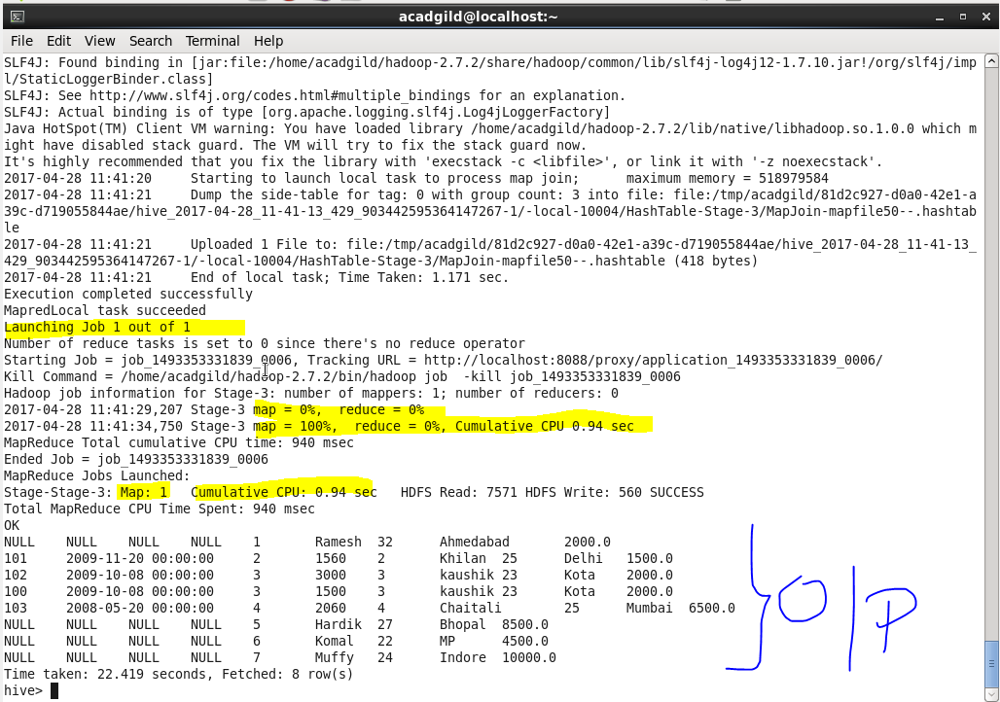 acadgild@localhost:~
File Edit View Search Terminal Help
SLF4J: Found binding in [jar:file:/home/acadgild/hadoop-2.7.2/share/hadoop/common/lib/slf4j-log4j12-1.7.10.jar!/org/slf4j/imp
l/StaticLoggerBinder.class]
SLF4J: See http://www.slf4j.org/codes.html#multiple_bindings for an explanation.
SLF4J: Actual binding is of type [org.apache.logging.slf4j.Log4jLoggerFactory]
Java HotSpot(TM) Client VM warning: You have loaded library /home/acadgild/hadoop-2.7.2/lib/native/libhadoop.so.1.0.0 which m
ight have disabled stack guard. The VM will try to fix the stack guard now.
It's highly recommended that you fix the library with 'execstack -c <libfile>', or link it with '-z noexecstack'.
2017-04-28 11:41:20 Starting to launch local task to process map join; maximum memory = 518979584
2017-04-28 11:41:21 Dump the side-table for tag: 0 with group count: 3 into file: file:/tmp/acadgild/81d2c927-d0a0-42e1-a
39c-d719055844ae/hive_2017-04-28_11-41-13_429_903442595364147267-1/-local-10004/HashTable-Stage-3/MapJoin-mapfile50--.hashtab
le
2017-04-28 11:41:21 Uploaded 1 File to: file:/tmp/acadgild/81d2c927-d0a0-42e1-a39c-d719055844ae/hive_2017-04-28_11-41-13_
429_903442595364147267-1/-local-10004/HashTable-Stage-3/MapJoin-mapfile50--.hashtable (418 bytes)
2017-04-28 11:41:21 End of local task; Time Taken: 1.171 sec.
Execution completed successfully
MapredLocal task succeeded
Launching Job 1 out of 1
Number of reduce tasks is set to 0 since there's no reduce operator
Starting Job = job_1493353331839_0006, Tracking URL = http://localhost:8088/proxy/application_1493353331839_0006/
Kill Command = /home/acadgild/hadoop-2.7.2/bin/hadoop job -kill job_1493353331839_0006
Hadoop job information for Stage-3: number of mappers: 1; number of reducers: 0
2017-04-28 11:41:29,207 Stage-3 map = 0%, reduce = 0%
2017-04-28 11:41:34,750 Stage-3 map = 100%, reduce = 0%, Cumulative CPU 0.94 sec
MapReduce Total cumulative CPU time: 940 msec
Ended Job = job_1493353331839_0006
MapReduce Jobs Launched:
Stage-Stage-3: Map: 1 Cumulative CPU: 0.94 sec HDFS Read: 7571 HDFS Write: 560 SUCCESS
Total MapReduce CPU Time Spent: 940 msec
OK
NULL NULL NULL NULL 1 Ramesh 32 Ahmedabad 2000.0
101 2009-11-20 00:00:00 2 1560 2 Khilan 25 Delhi 1500.0
102 2009-10-08 00:00:00 3 3000 3 kaushik 23 Kota 2000.0
100 2009-10-08 00:00:00 3 1500 3 kaushik 23 Kota 2000.0
103 2008-05-20 00:00:00 4 2060 4 Chaitali 25 Mumbai 6500.0
NULL NULL NULL NULL 5 Hardik 27 Bhopal 8500.0
NULL NULL NULL NULL 6 Komal 22 MP 4500.0
NULL NULL NULL NULL 7 Muffy 24 Indore 10000.0
O|P
Time taken: 22.419 seconds, Fetched: 8 row(s)
hive>